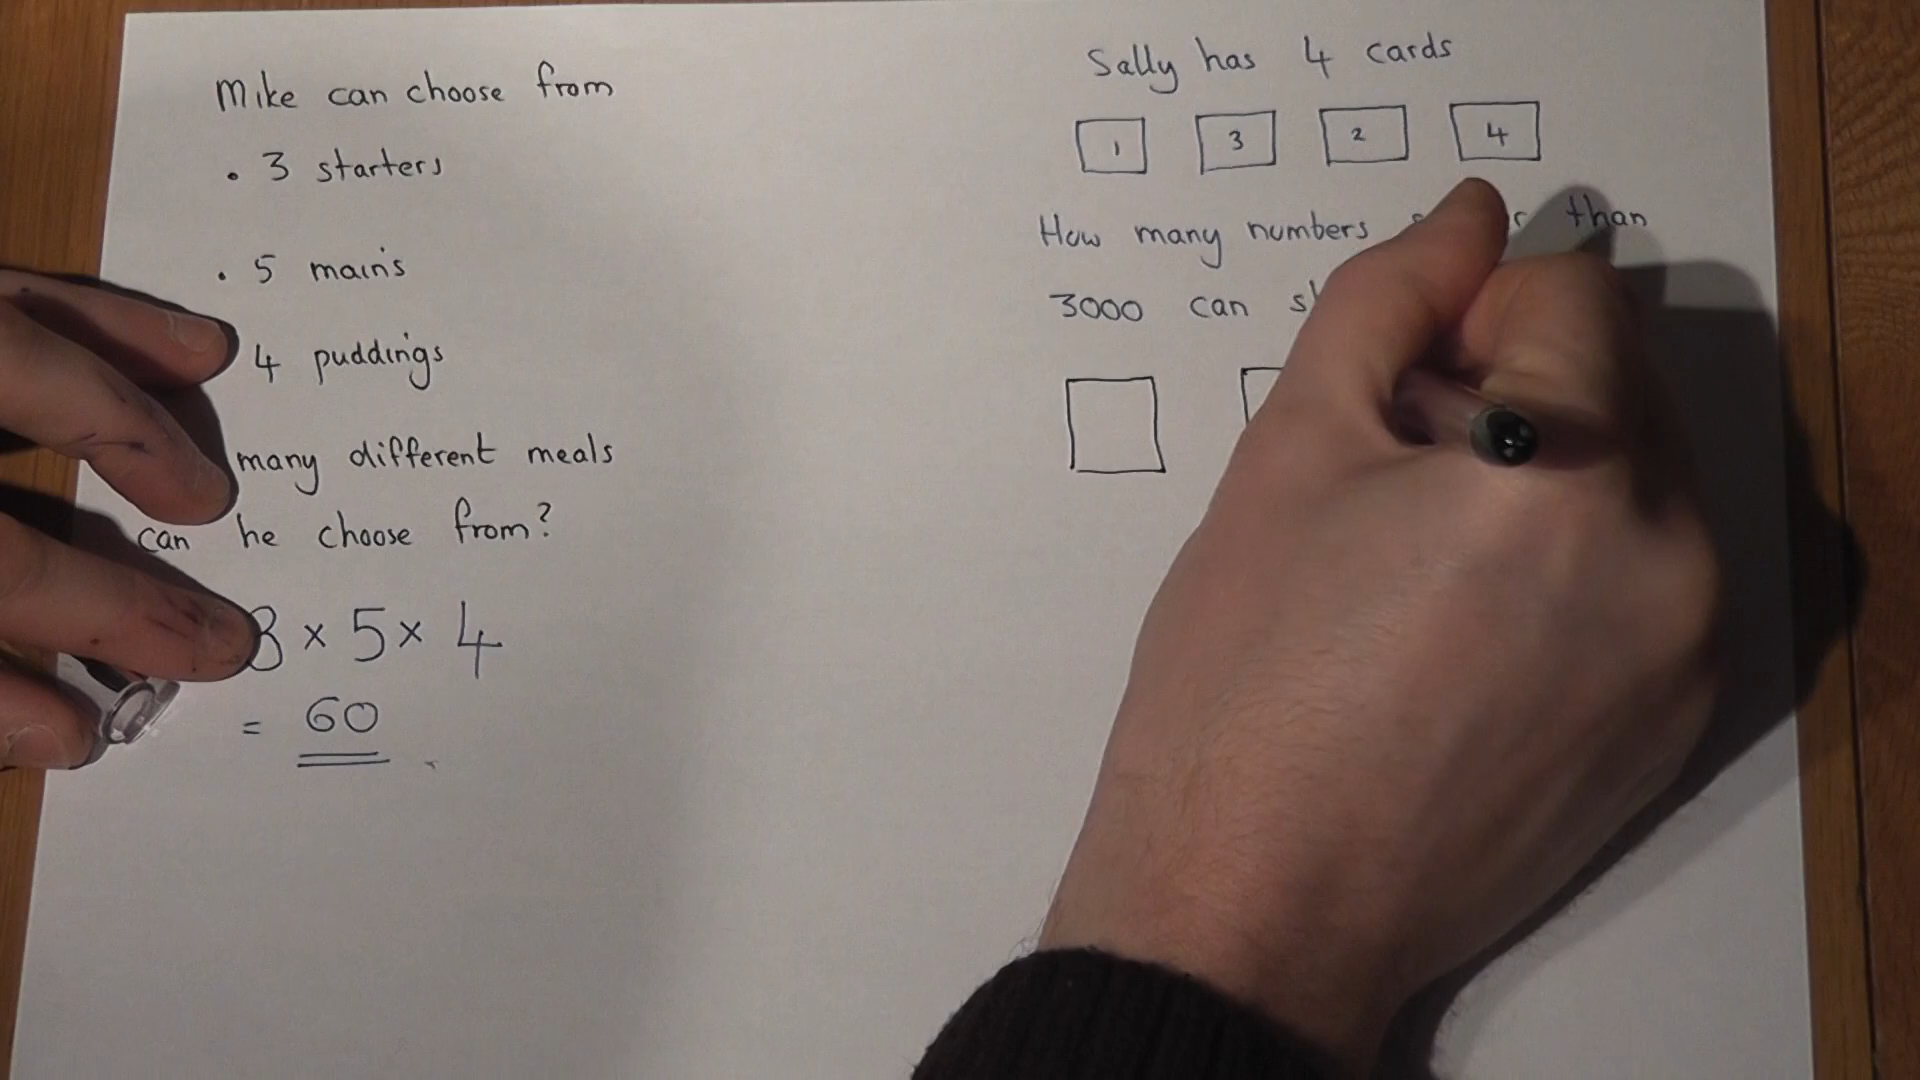 Mike can choose from
• 3 starters
• 5 mains
4 puddings
many different meals
can he choose from?
3 × 5 × 4
= 60
Sally has 4 cards
1 3 2 4
How many numbers than
3000 can